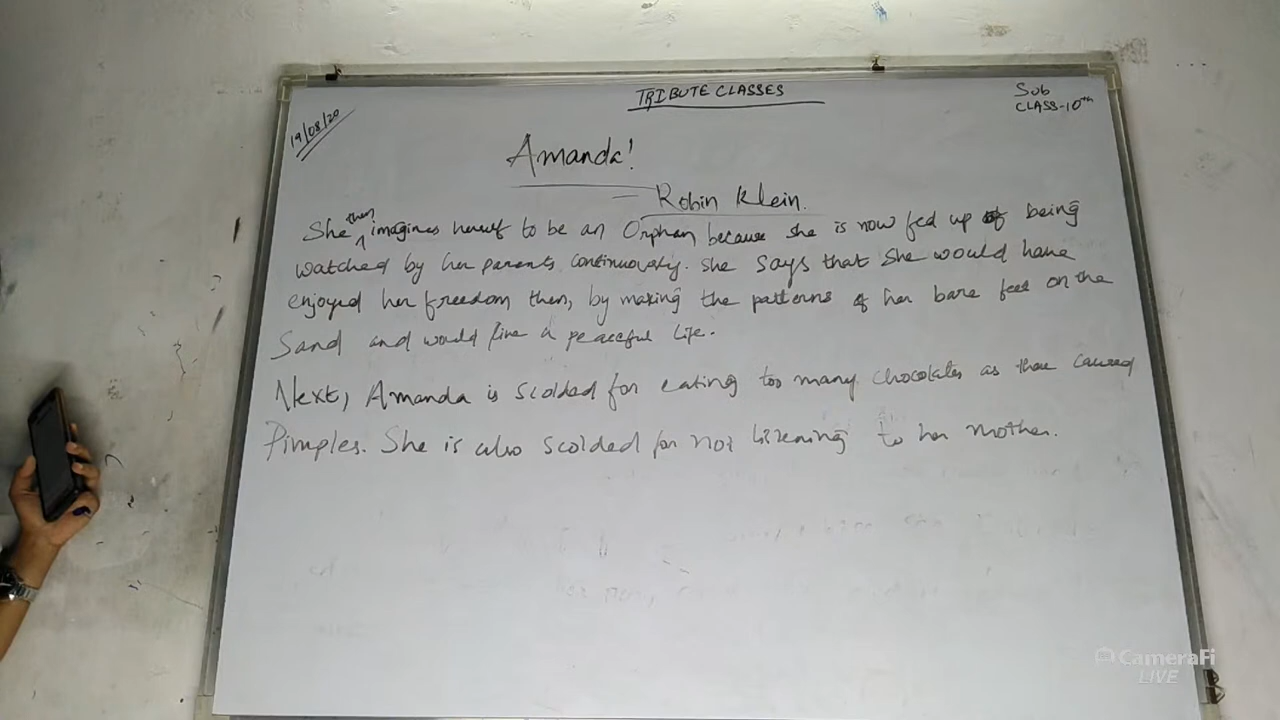 TRIBUTE CLASSES
Sub
CLASS-10th
19/08/20
Amanda!
— Robin Klein.
She then imagines herself to be an Orphan because she is now fed up of being
watched by her parents continuously. She says that she would have
enjoyed her freedom then, by making the patterns of her bare feet on the
Sand and would live a peaceful life.
Next, Amanda is scolded for eating too many chocolates as these caused
Pimples. She is also scolded for not listening to her mother.
CameraFi
LIVE